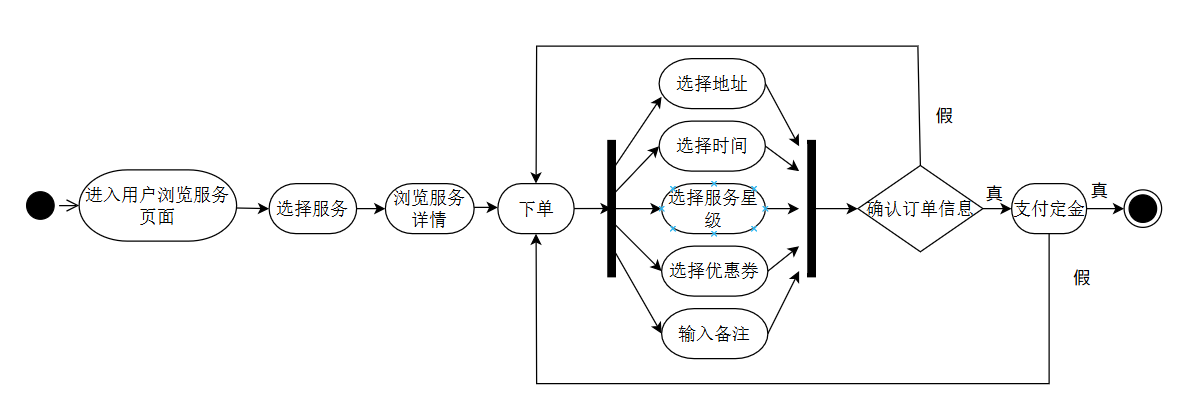 进入用户浏览服务
页面
选择服务
浏览服务
详情
下单
选择地址
选择时间
选择服务星
级
选择优惠券
输入备注
确认订单信息
假
真
支付定金
真
假